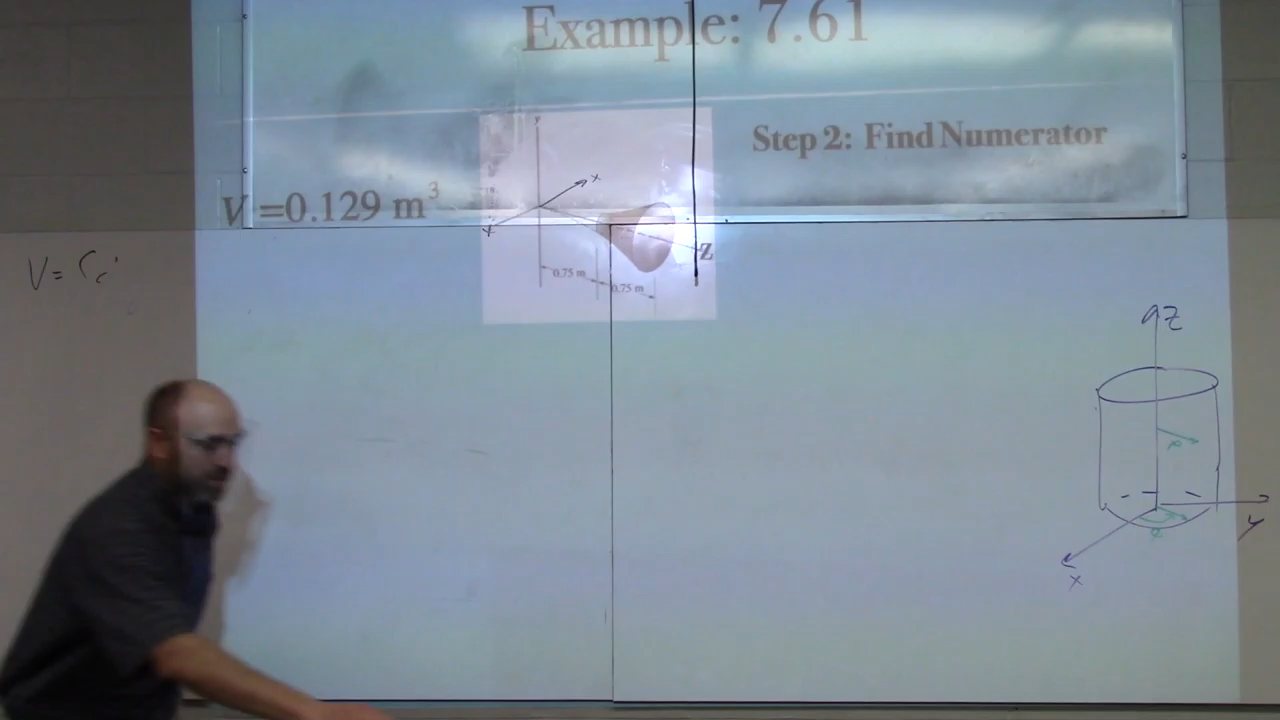 Example: 7.61
Step 2: Find Numerator
V =0.129 m³
x
Y
Z
0.75 m
0.75 m
V =
Z
R
θ
y
x